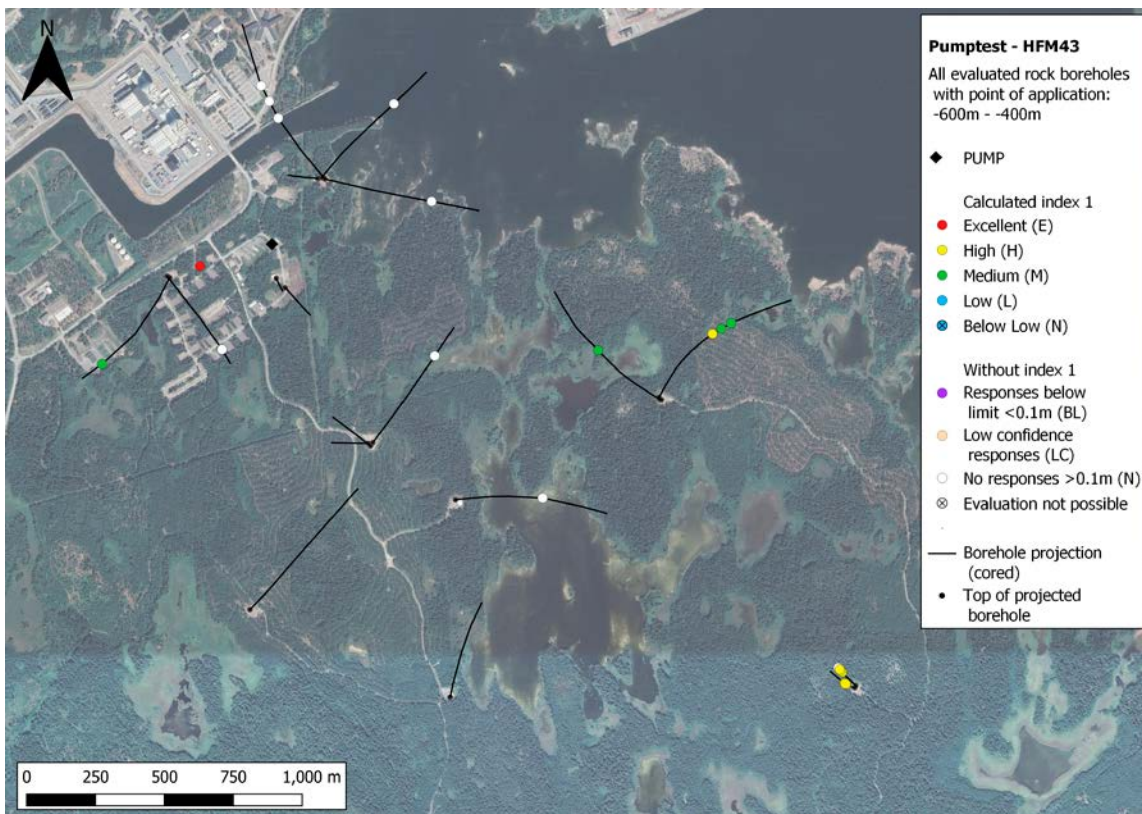 N
Pumptest - HFM43
All evaluated rock boreholes
with point of application:
-600m - -400m
PUMP
Calculated index 1
Excellent (E)
High (H)
Medium (M)
Low (L)
Below Low (N)
Without index 1
Responses below
limit <0.1m (BL)
Low confidence
responses (LC)
No responses >0.1m (N)
Evaluation not possible
Borehole projection
(cored)
Top of projected
borehole
0 250 500 750 1,000 m